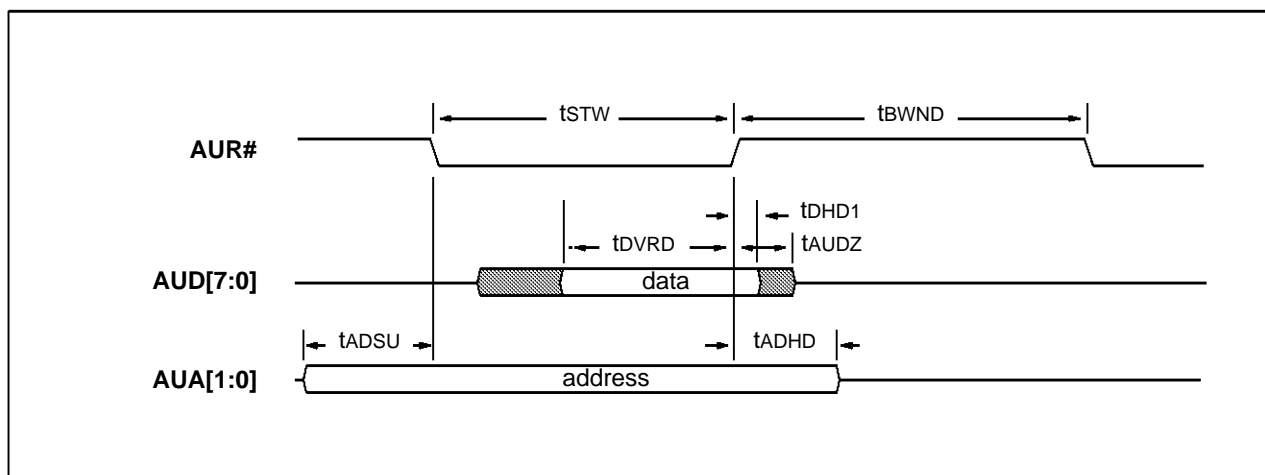 tSTW
tBWND
AUR#
tDHD1
tDVRD
tAUDZ
AUD[7:0]
data
tADSU
tADHD
AUA[1:0]
address